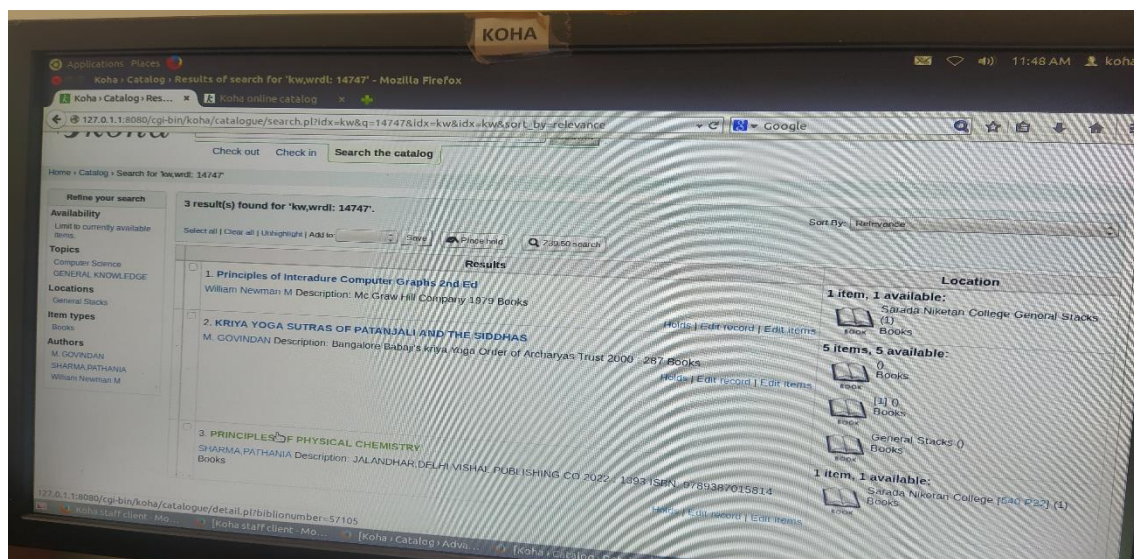 KOHA
Applications Places
11:48 AM koha
Koha › Catalog › Results of search for 'kw,wrdl: 14747' - Mozilla Firefox
Koha › Catalog › Res... × Koha online catalog ×
127.0.1.1:8080/cgi-bin/koha/catalogue/search.pl?idx=kw&q=14747&idx=kw&idx=kw&sort_by=relevance
Google
Check out Check in Search the catalog
Home › Catalog › Search for 'kw,wrdl: 14747'
Refine your search
Availability
Limit to currently available
items.
Topics
Computer Science
GENERAL KNOWLEDGE
Locations
General Stacks
Item types
Books
Authors
M. GOVINDAN
SHARMA,PATHANIA
William Newman M
3 result(s) found for 'kw,wrdl: 14747'.
Sort By: Relevance
Select all | Clear all | Unhighlight | Add to: Save Place hold Z39.50 search
Results
Location
1. Principles of Interadure Computer Graphs 2nd Ed
William Newman M Description: Mc Graw Hill Company 1979 Books
Holds | Edit record | Edit items
1 item, 1 available:
Sarada Niketan College General Stacks
(1)
Books
BOOK
2. KRIYA YOGA SUTRAS OF PATANJALI AND THE SIDDHAS
M. GOVINDAN Description: Bangalore Babaji's kriya Yoga Order of Archaryas Trust 2000 : 287 Books
Holds | Edit record | Edit items
5 items, 5 available:
()
Books
BOOK
[1] ()
Books
BOOK
General Stacks ()
Books
BOOK
3. PRINCIPLES OF PHYSICAL CHEMISTRY
SHARMA,PATHANIA Description: JALANDHAR,DELHI VISHAL PUBLISHING CO 2022 : 1393 ISBN: 9789387015814
Books
Holds | Edit record | Edit items
1 item, 1 available:
Sarada Niketan College [540 P22] (1)
Books
BOOK
127.0.1.1:8080/cgi-bin/koha/catalogue/detail.pl?biblionumber=57105
Koha staff client - Mo... [Koha staff client - Mo... [Koha › Catalog › Adva... [Koha › Catalog